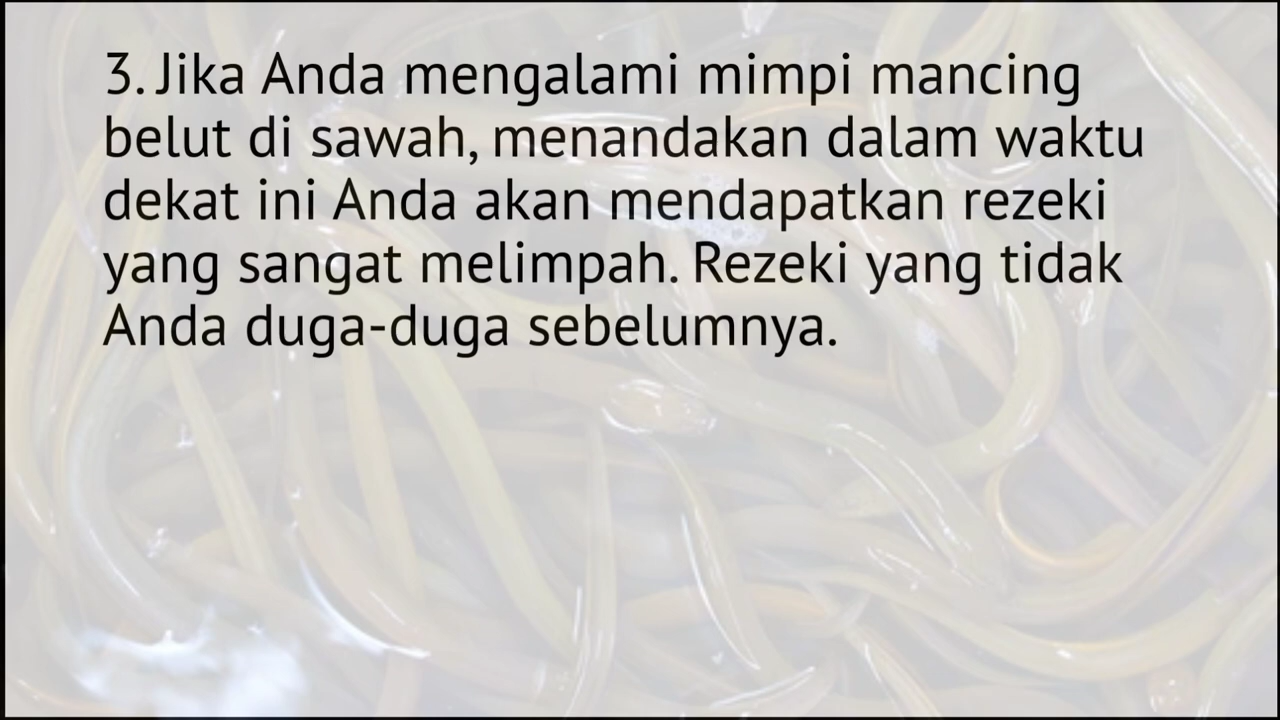 3. Jika Anda mengalami mimpi mancing
belut di sawah, menandakan dalam waktu
dekat ini Anda akan mendapatkan rezeki
yang sangat melimpah. Rezeki yang tidak
Anda duga-duga sebelumnya.